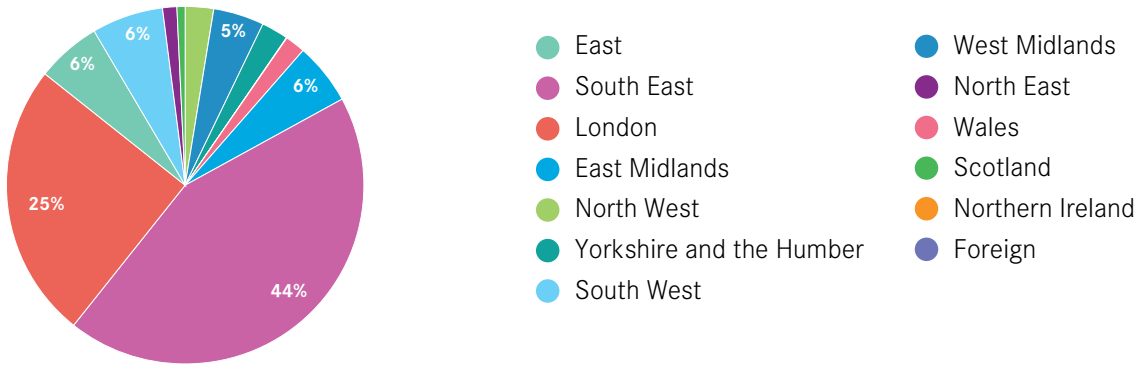 6%
5%
6%
6%
25%
44%
East
South East
London
East Midlands
North West
Yorkshire and the Humber
South West
West Midlands
North East
Wales
Scotland
Northern Ireland
Foreign